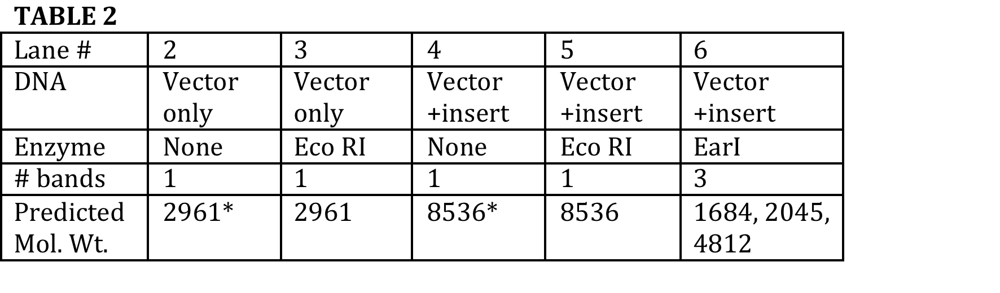 TABLE 2
Lane # 2 3 4 5 6
DNA Vector only Vector only Vector +insert Vector +insert Vector +insert
Enzyme None Eco RI None Eco RI EarI
# bands 1 1 1 1 3
Predicted Mol. Wt. 2961* 2961 8536* 8536 1684, 2045, 4812